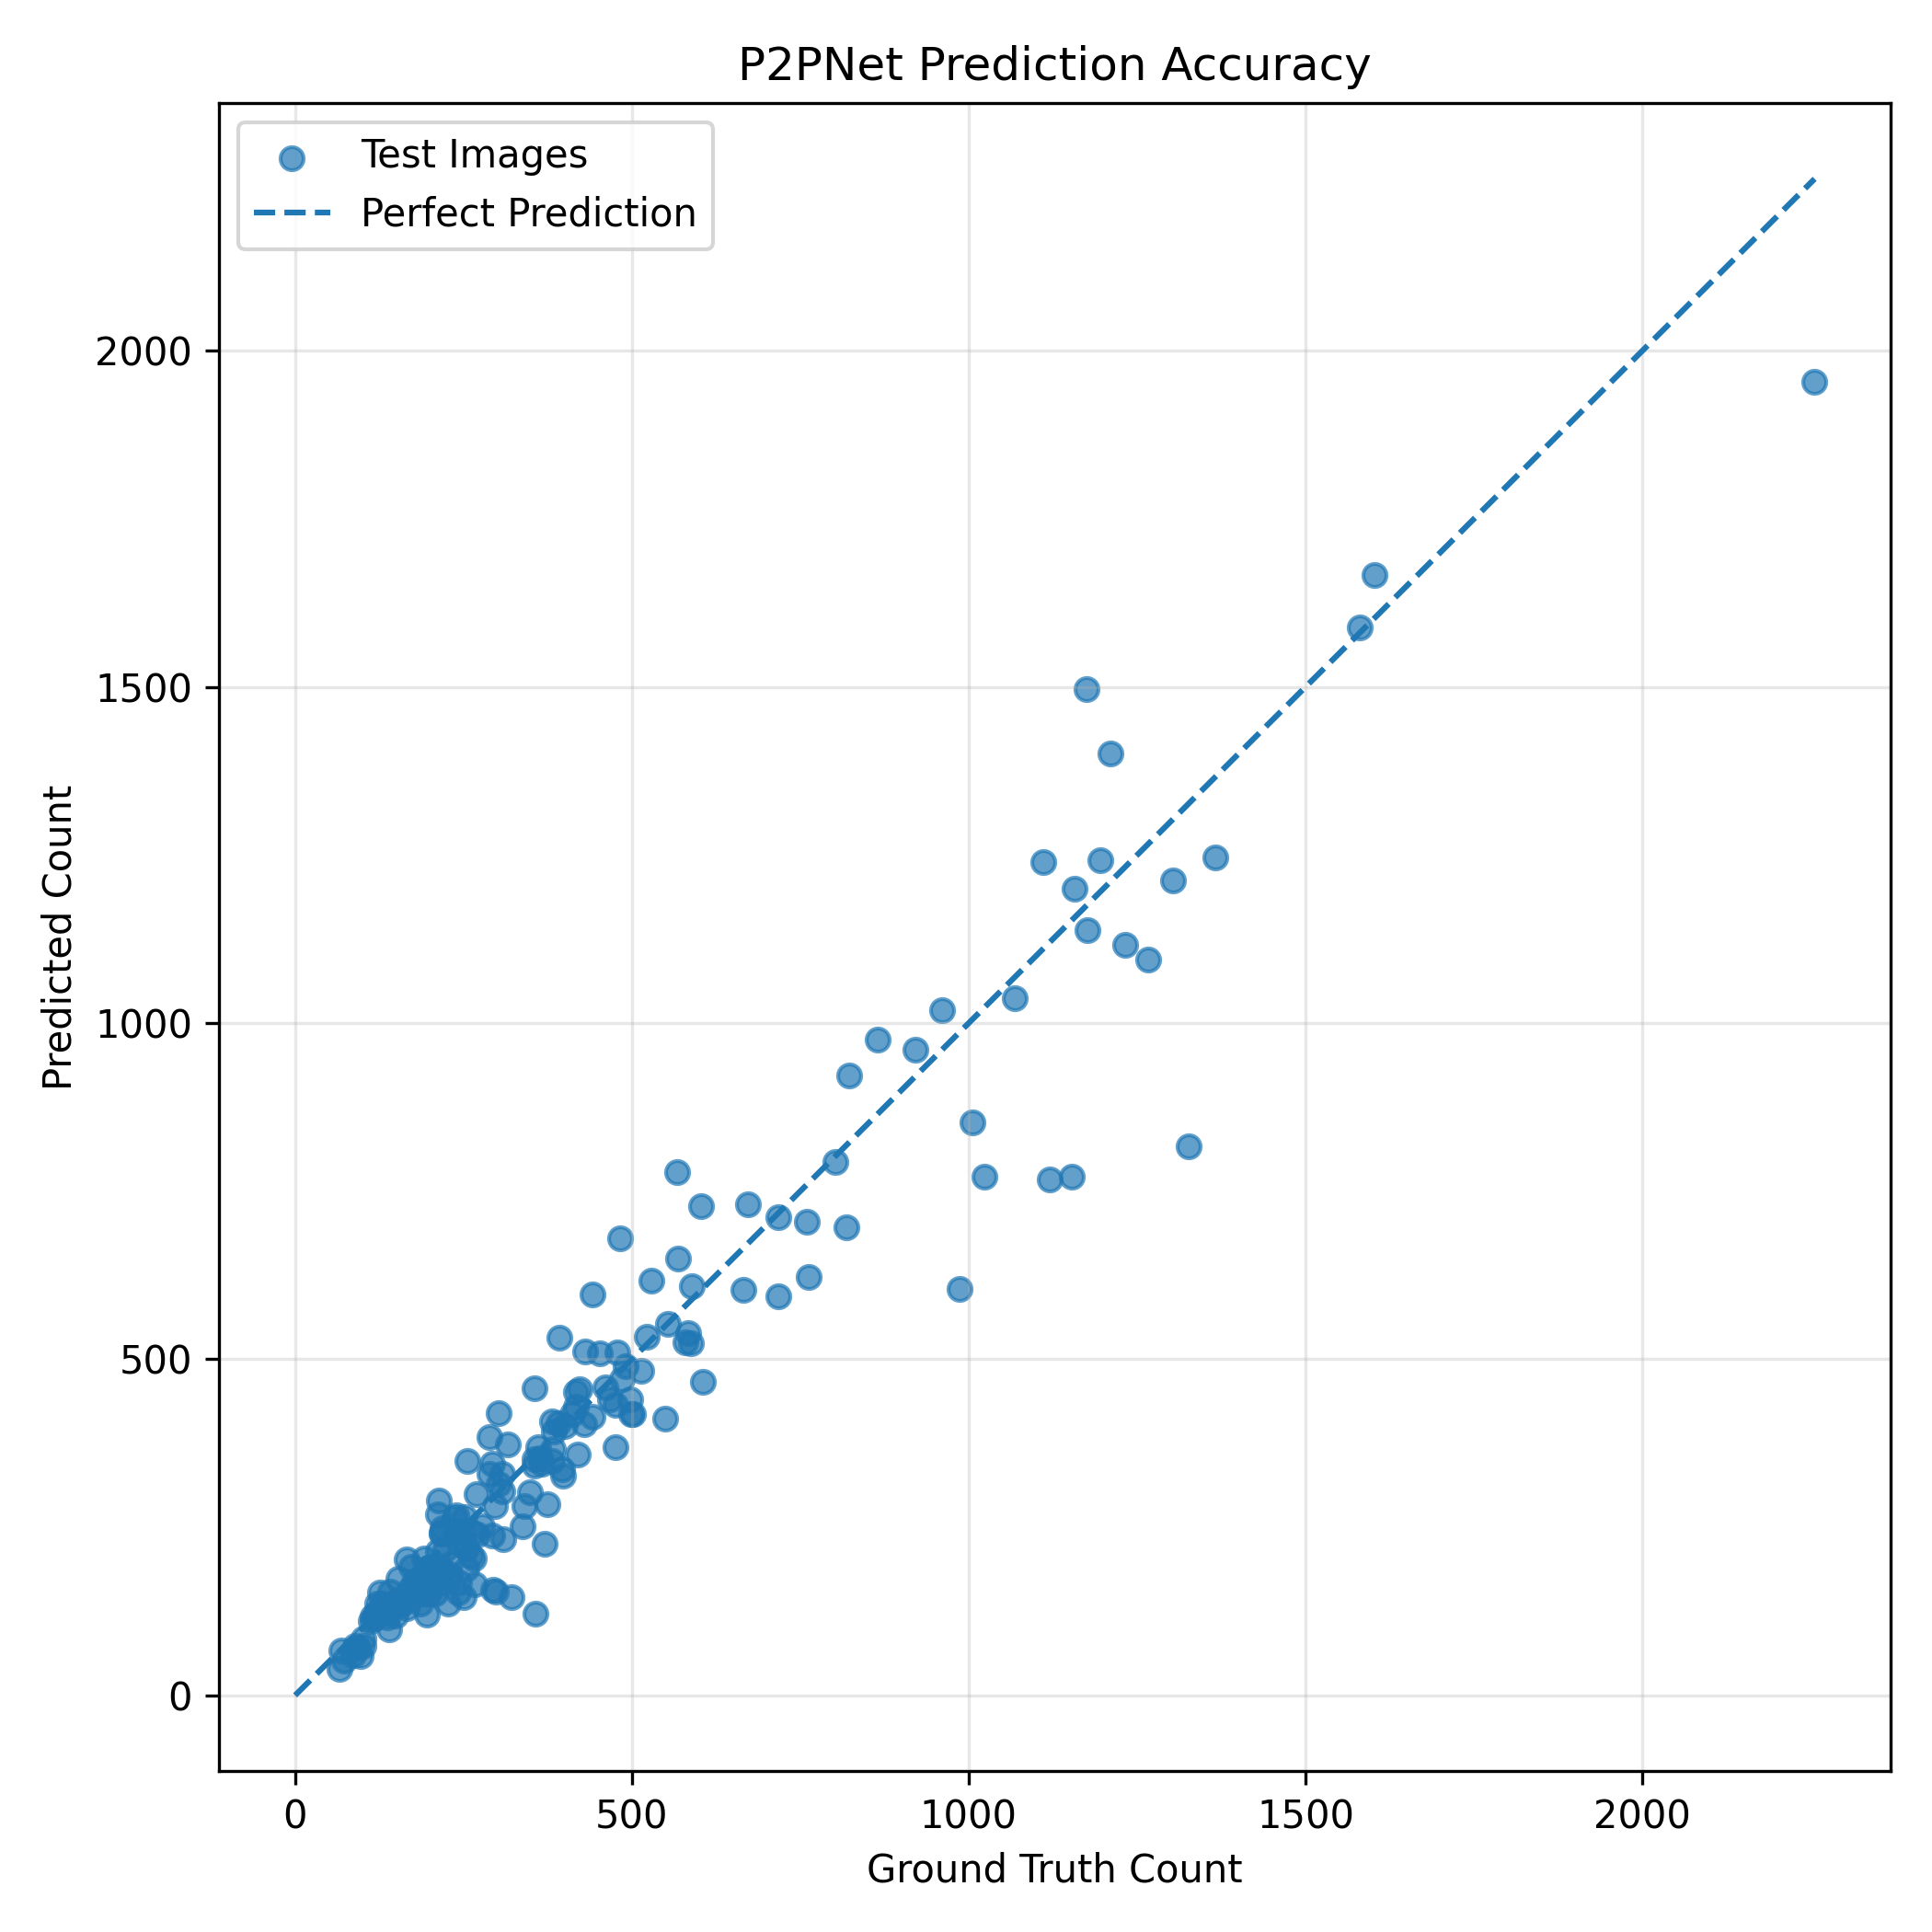 P2PNet Prediction Accuracy
Test Images
Perfect Prediction
2000
1500
1000
500
0
Predicted Count
0 500 1000 1500 2000
Ground Truth Count